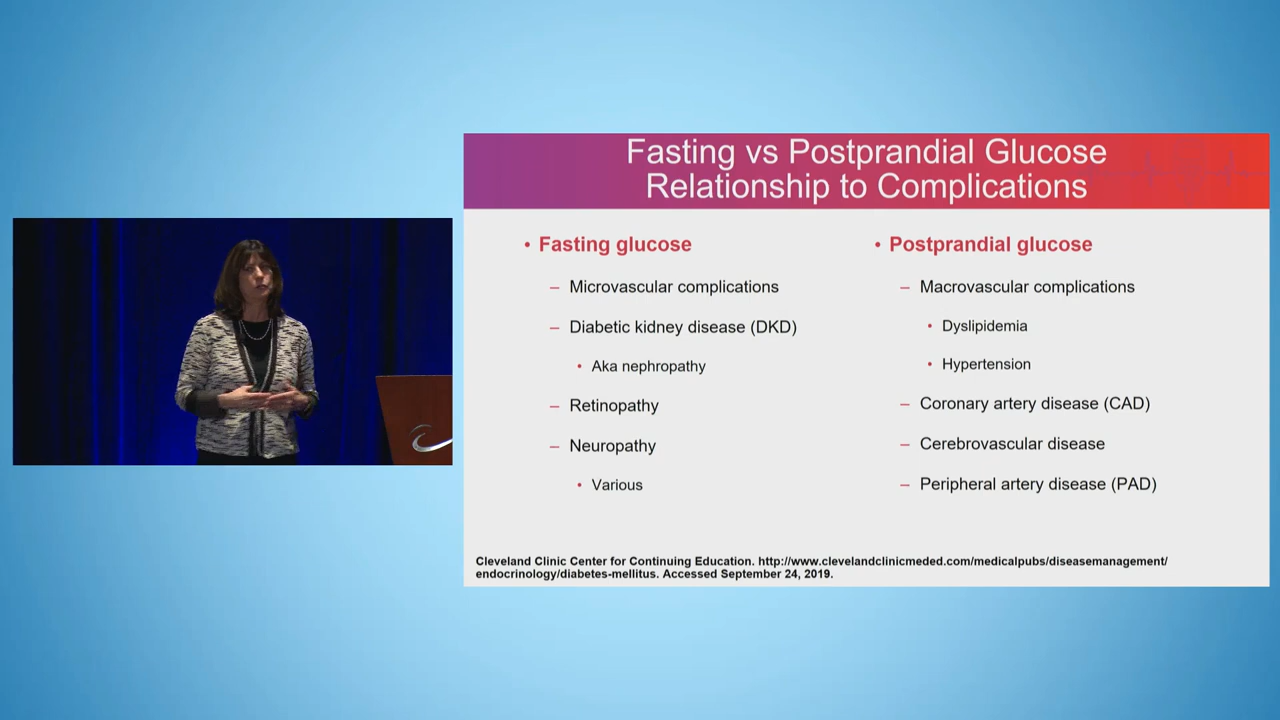 Fasting vs Postprandial Glucose
Relationship to Complications
• Fasting glucose
– Microvascular complications
– Diabetic kidney disease (DKD)
• Aka nephropathy
– Retinopathy
– Neuropathy
• Various
• Postprandial glucose
– Macrovascular complications
• Dyslipidemia
• Hypertension
– Coronary artery disease (CAD)
– Cerebrovascular disease
– Peripheral artery disease (PAD)
Cleveland Clinic Center for Continuing Education. http://www.clevelandclinicmeded.com/medicalpubs/diseasemanagement/
endocrinology/diabetes-mellitus. Accessed September 24, 2019.